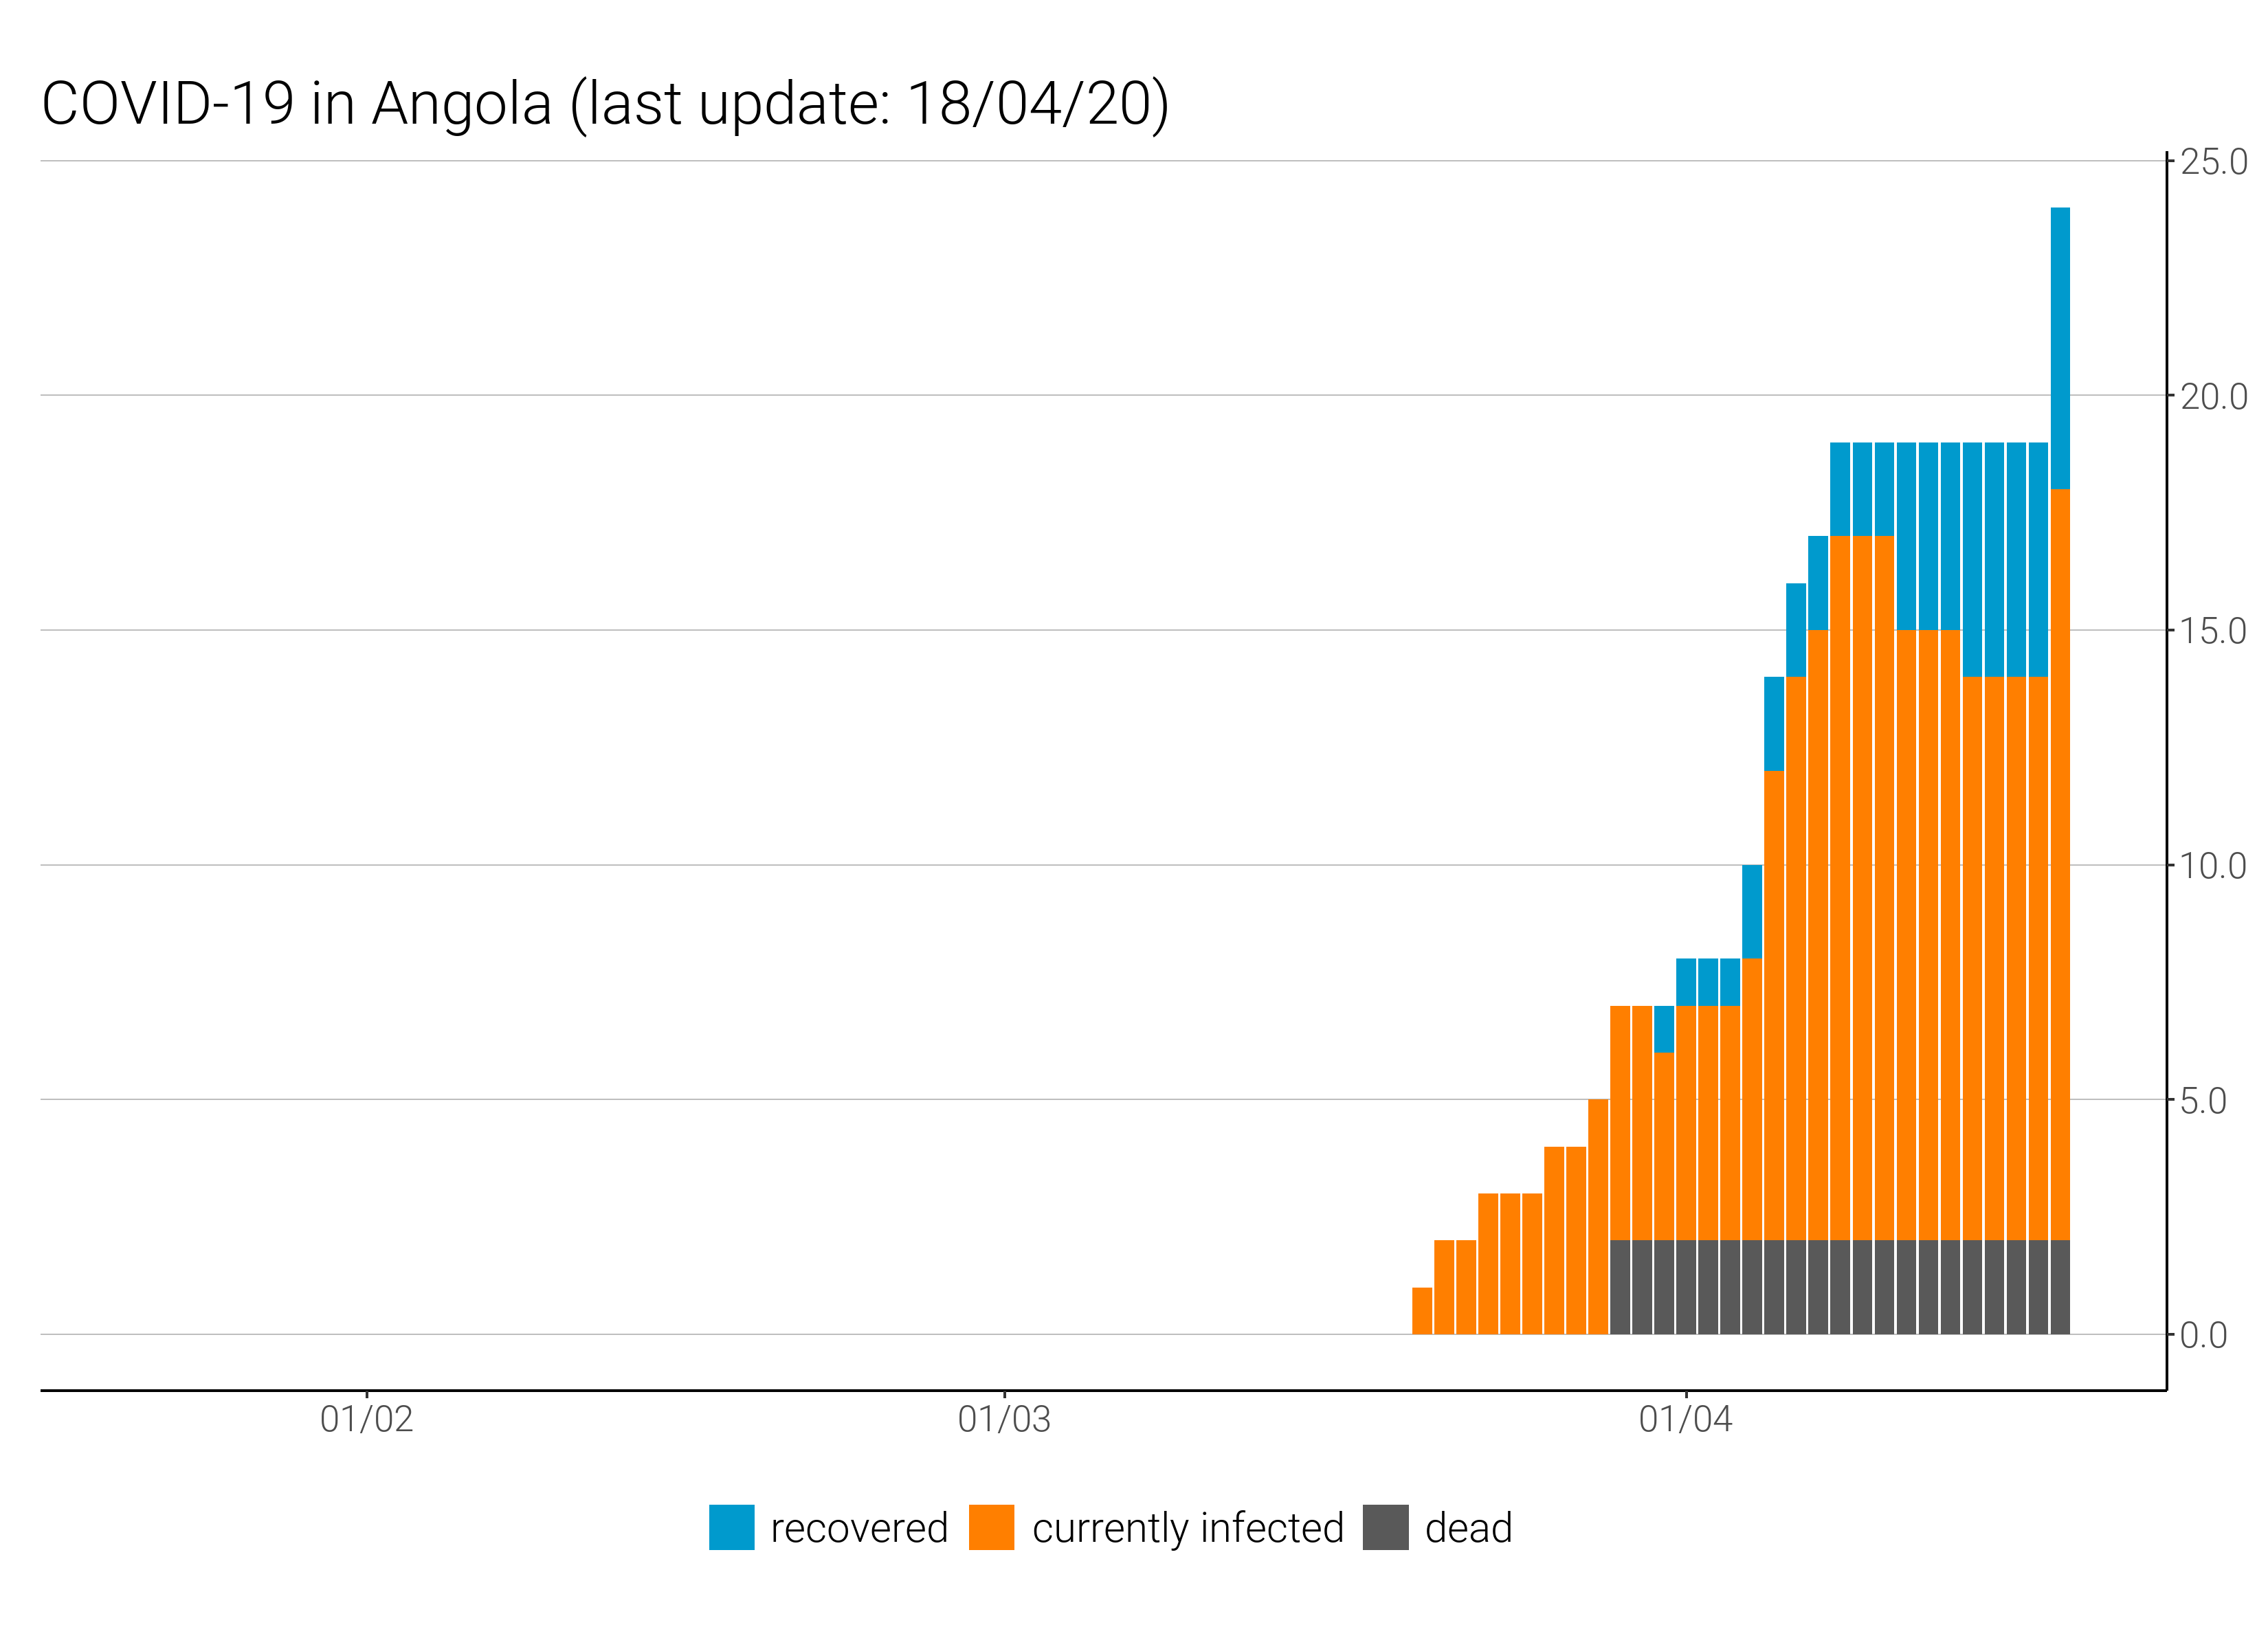 COVID-19 in Angola (last update: 18/04/20)
25.0
20.0
15.0
10.0
5.0
0.0
01/02 01/03 01/04
recovered currently infected dead